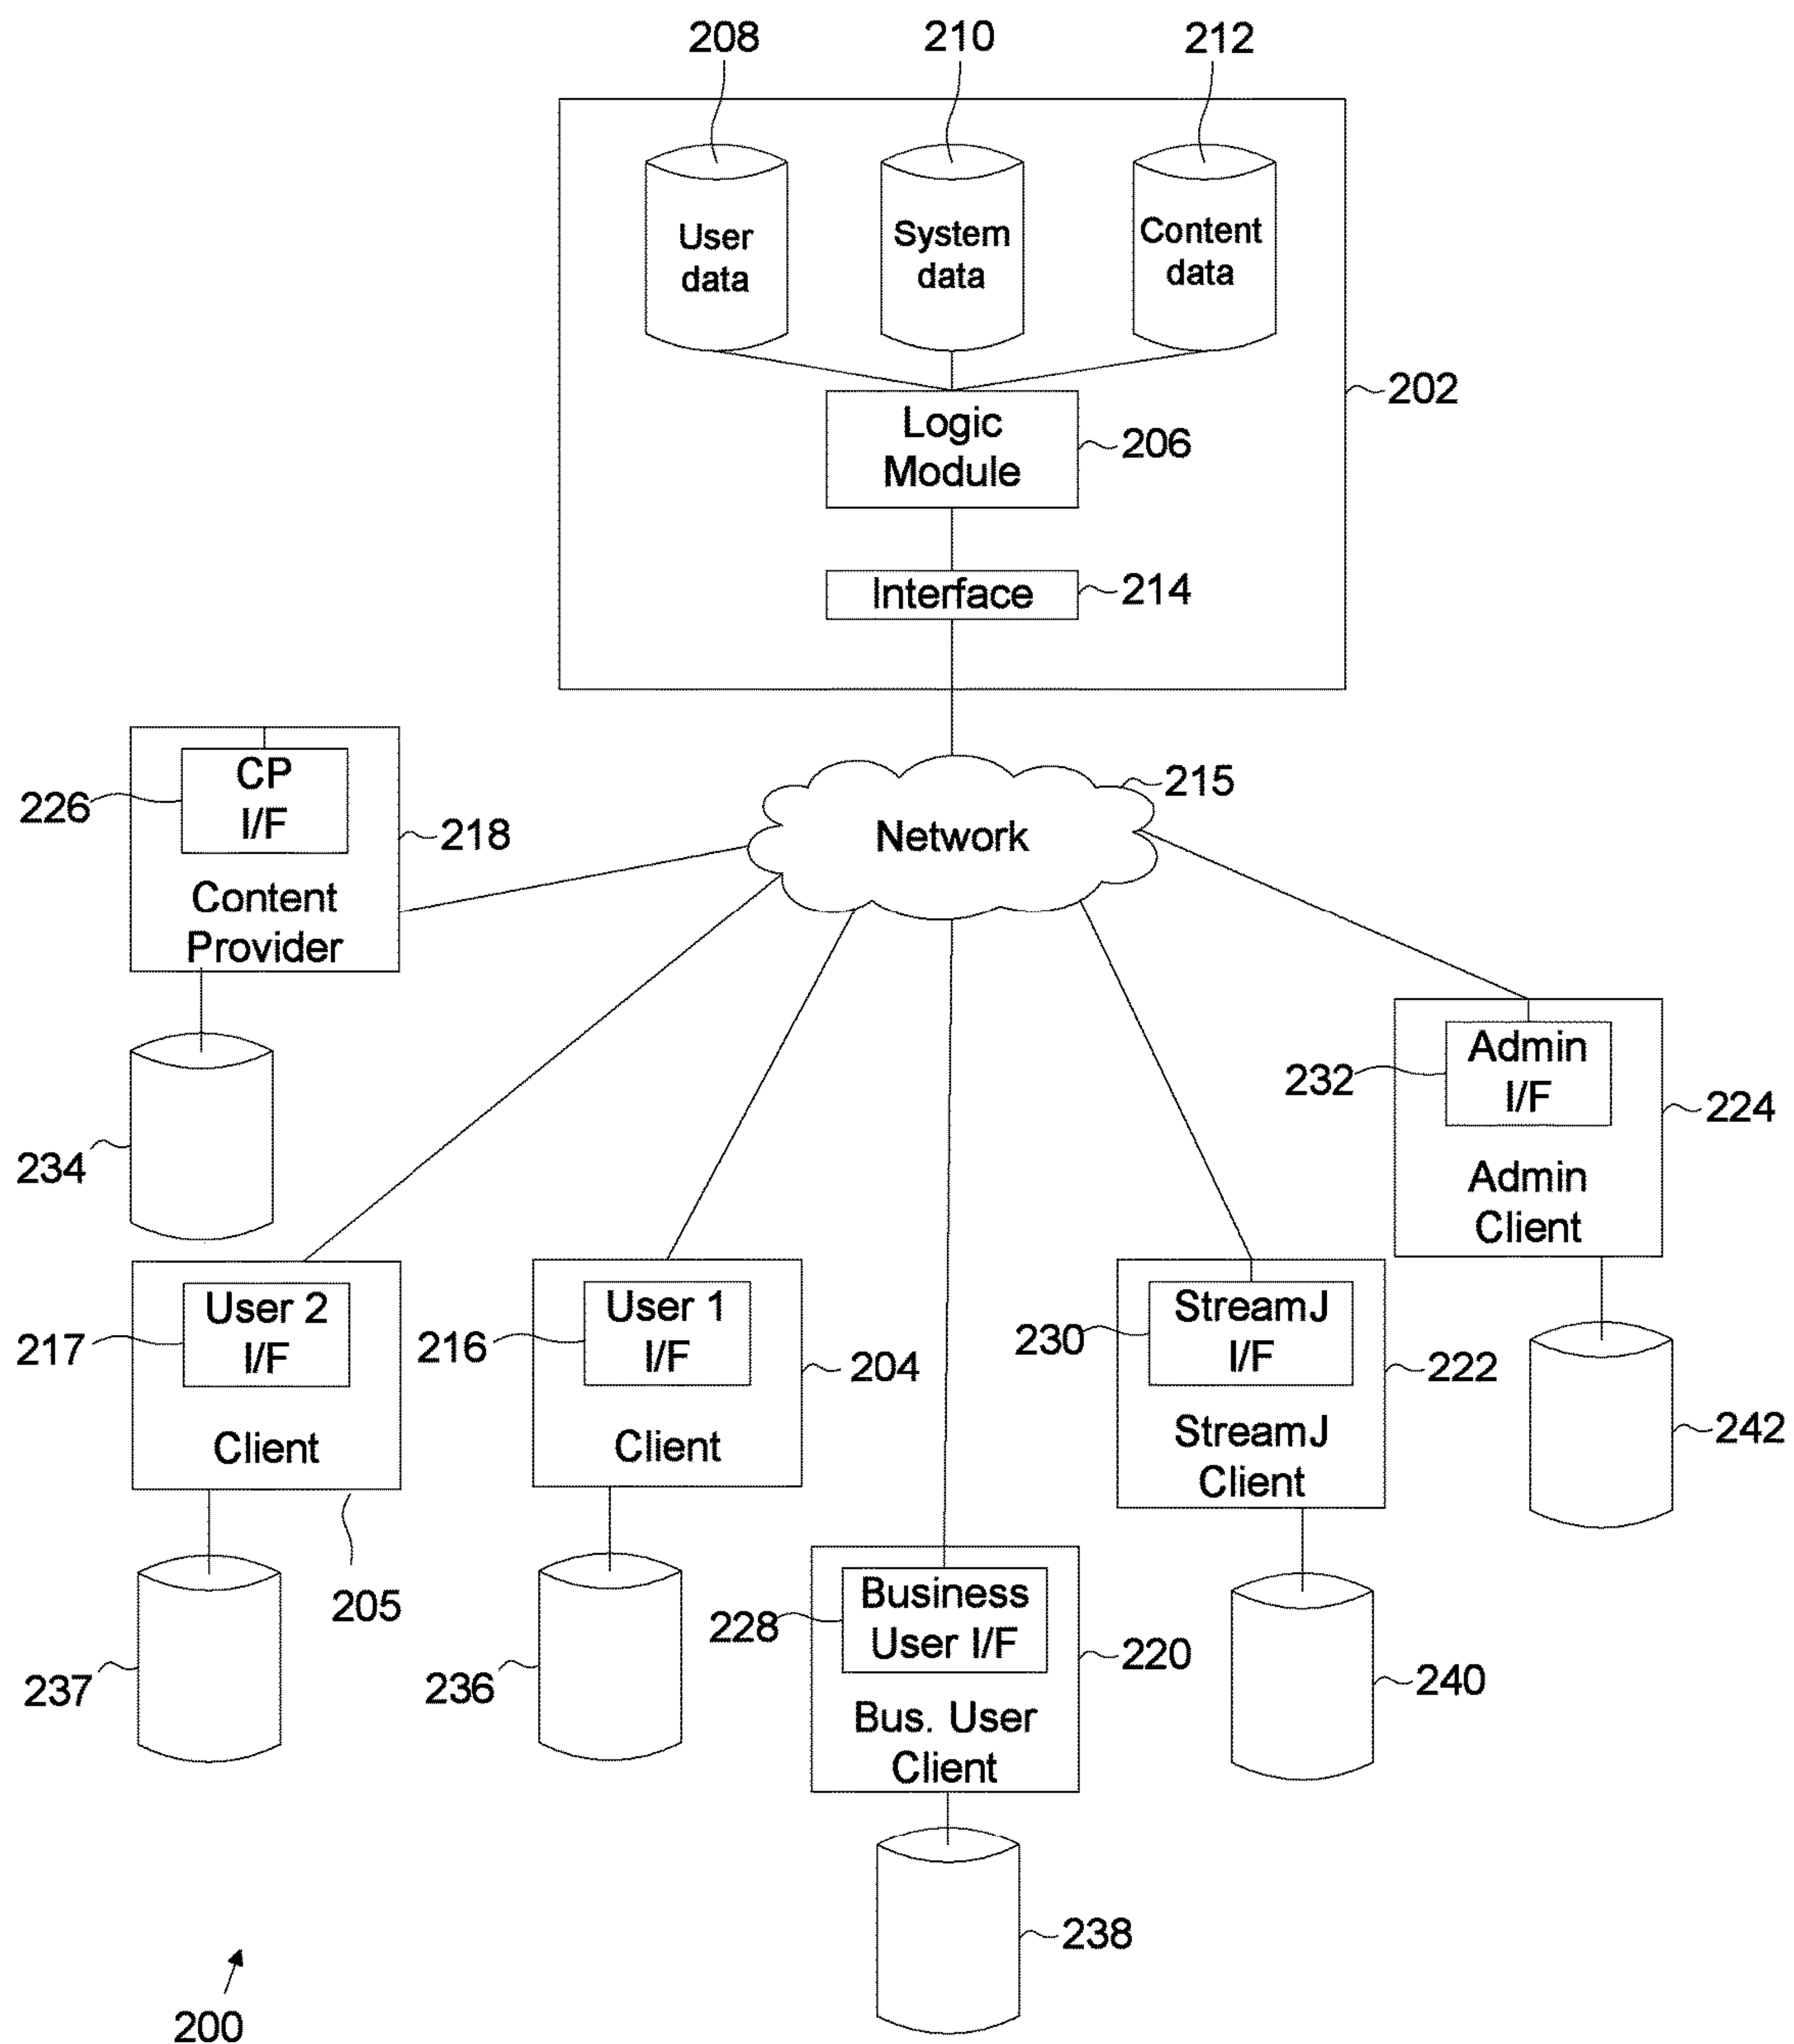 208
210
212
User
data
System
data
Content
data
202
Logic
Module
206
Interface
214
215
Network
CP
I/F
226
218
Content
Provider
234
Admin
I/F
232
224
Admin
Client
242
User 2
I/F
217
Client
205
237
User 1
I/F
216
204
Client
236
StreamJ
I/F
230
222
StreamJ
Client
240
Business
User I/F
228
220
Bus. User
Client
238
200